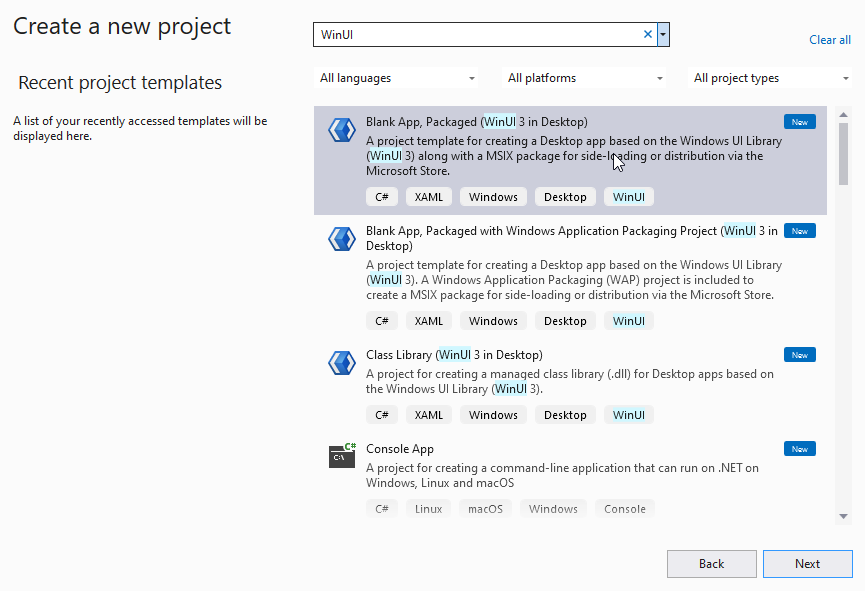 Create a new project
WinUI
Clear all
Recent project templates
All languages
All platforms
All project types
A list of your recently accessed templates will be
displayed here.
Blank App, Packaged (WinUI 3 in Desktop)
New
A project template for creating a Desktop app based on the Windows UI Library
(WinUI 3) along with a MSIX package for side-loading or distribution via the
Microsoft Store.
C# XAML Windows Desktop WinUI
Blank App, Packaged with Windows Application Packaging Project (WinUI 3 in
Desktop)
New
A project template for creating a Desktop app based on the Windows UI Library
(WinUI 3). A Windows Application Packaging (WAP) project is included to
create a MSIX package for side-loading or distribution via the Microsoft Store.
C# XAML Windows Desktop WinUI
Class Library (WinUI 3 in Desktop)
New
A project for creating a managed class library (.dll) for Desktop apps based on
the Windows UI Library (WinUI 3).
C# XAML Windows Desktop WinUI
C#
C:\
Console App
New
A project for creating a command-line application that can run on .NET on
Windows, Linux and macOS
C# Linux macOS Windows Console
Back
Next